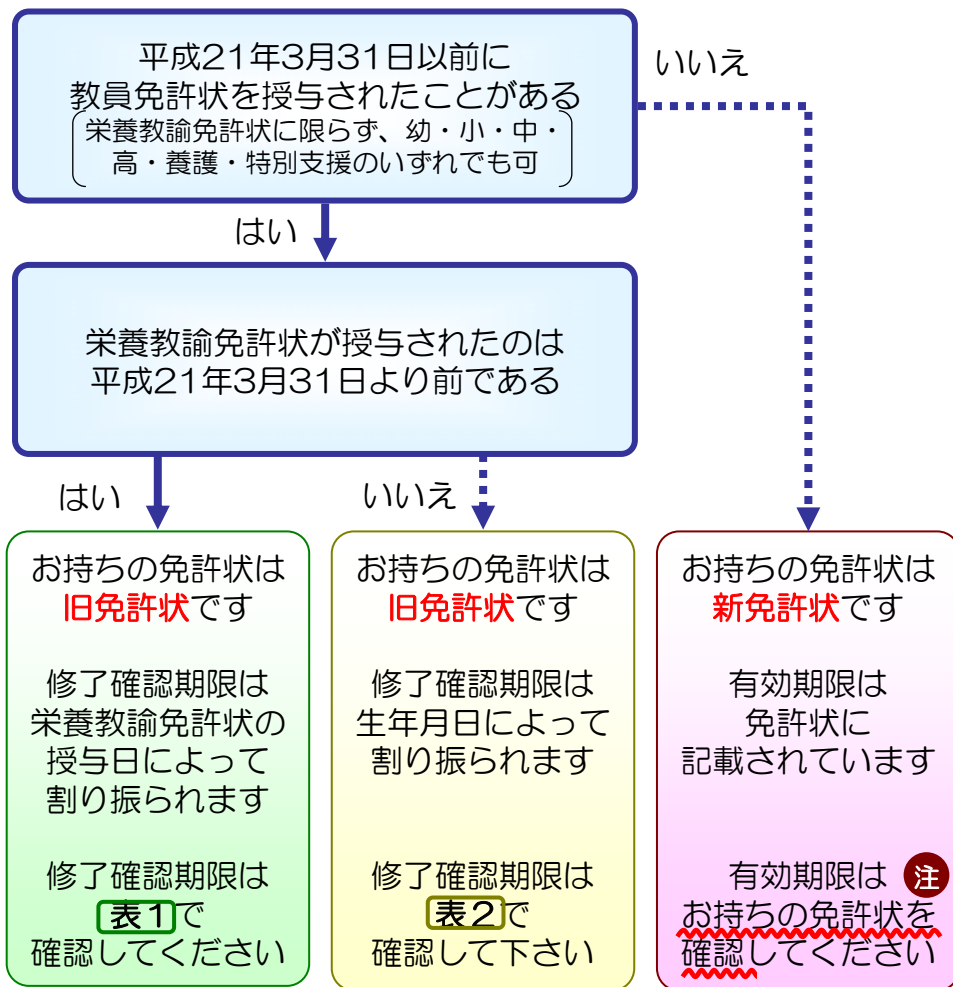 平成21年3月31日以前に
教員免許状を授与されたことがある
栄養教諭免許状に限らず、幼・小・中・
高・養護・特別支援のいずれでも可
いいえ
はい
栄養教諭免許状が授与されたのは
平成21年3月31日より前である
はい
いいえ
お持ちの免許状は
旧免許状です
修了確認期限は
栄養教諭免許状の
授与日によって
割り振られます
修了確認期限は
表1で
確認してください
お持ちの免許状は
旧免許状です
修了確認期限は
生年月日によって
割り振られます
修了確認期限は
表2で
確認して下さい
お持ちの免許状は
新免許状です
有効期限は
免許状に
記載されています
有効期限は 注
お持ちの免許状を
確認してください